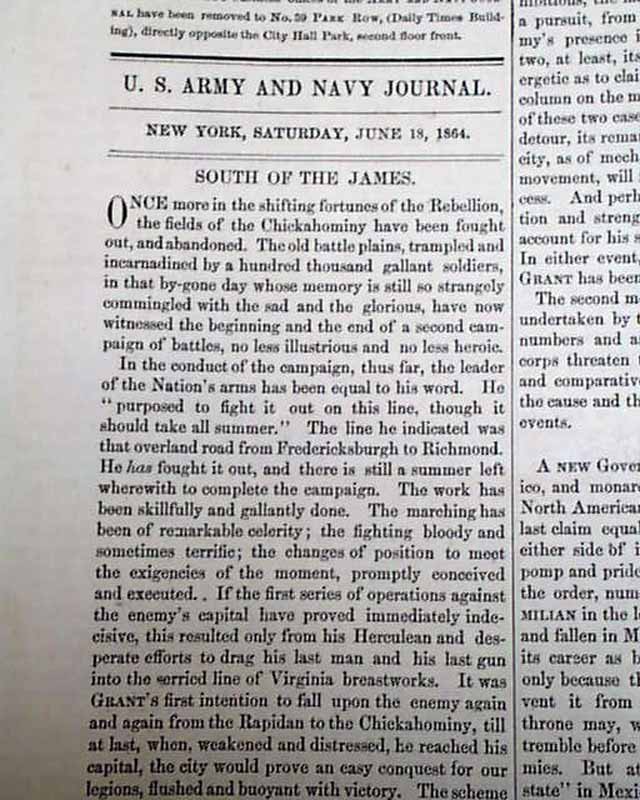 NAL have been removed to No. 39 PARK ROW, (Daily Times Build-
ing), directly opposite the City Hall Park, second floor front.
U. S. ARMY AND NAVY JOURNAL.
NEW YORK, SATURDAY, JUNE 18, 1864.
SOUTH OF THE JAMES.
ONCE more in the shifting fortunes of the Rebellion,
the fields of the Chickahominy have been fought
out, and abandoned. The old battle plains, trampled and
incarnadined by a hundred thousand gallant soldiers,
in that by-gone day whose memory is still so strangely
commingled with the sad and the glorious, have now
witnessed the beginning and the end of a second cam-
paign of battles, no less illustrious and no less heroic.
In the conduct of the campaign, thus far, the leader
of the Nation's arms has been equal to his word. He
"purposed to fight it out on this line, though it
should take all summer." The line he indicated was
that overland road from Fredericksburgh to Richmond.
He has fought it out, and there is still a summer left
wherewith to complete the campaign. The work has
been skillfully and gallantly done. The marching has
been of remarkable celerity; the fighting bloody and
sometimes terrific; the changes of position to meet
the exigencies of the moment, promptly conceived
and executed. . If the first series of operations against
the enemy's capital have proved immediately inde-
cisive, this resulted only from his Herculean and des-
perate efforts to drag his last man and his last gun
into the serried line of Virginia breastworks. It was
GRANT'S first intention to fall upon the enemy again
and again from the Rapidan to the Chickahominy, till
at last, when, weakened and distressed, he reached his
capital, the city would prove an easy conquest for our
legions, flushed and buoyant with victory. The scheme
a pursuit, from
my's presence
two, at least, its
ergetic as to
column on the
of these two
detour, its
city, as of
movement, will
cess. And
tion and
account for his
In either event,
GRANT has been
The second
undertaken by
numbers and
corps threaten
and
the cause and
events.
A NEW
ico, and
North
last claim
either side of
pomp and
the order,
MILIAN in the
and fallen in
its career as
only because
vent it from
throne may,
tremble before
mies. But at
state" in